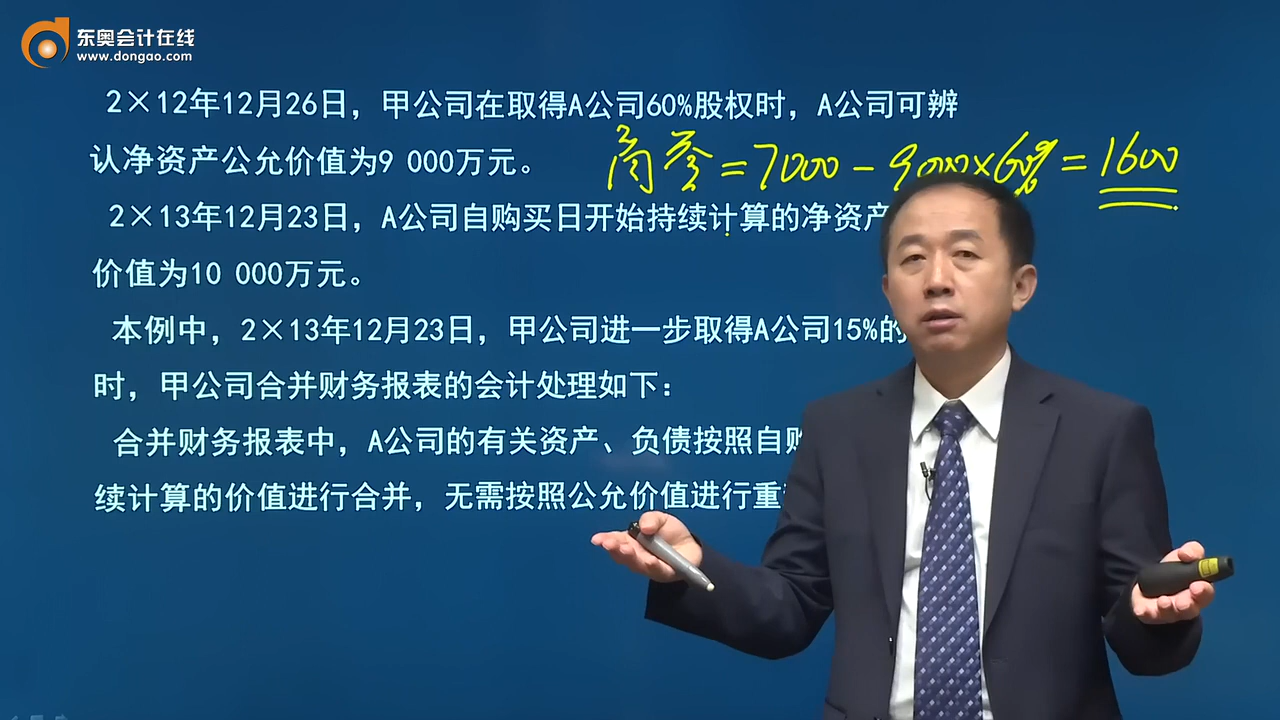 东奥会计在线
www.dongao.com
2×12年12月26日，甲公司在取得A公司60%股权时，A公司可辨
认净资产公允价值为9 000万元。
商誉=7000-9000×60%=1600
2×13年12月23日，A公司自购买日开始持续计算的净资产
价值为10 000万元。
本例中，2×13年12月23日，甲公司进一步取得A公司15%的
时，甲公司合并财务报表的会计处理如下：
合并财务报表中，A公司的有关资产、负债按照自购
续计算的价值进行合并，无需按照公允价值进行重